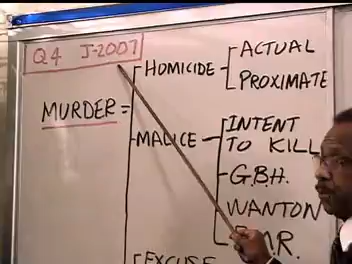 Q4 J-2007
HOMICIDE
ACTUAL
PROXIMATE
MURDER =
MALICE
INTENT
TO KILL
G.B.H.
WANTON
EXCUSE